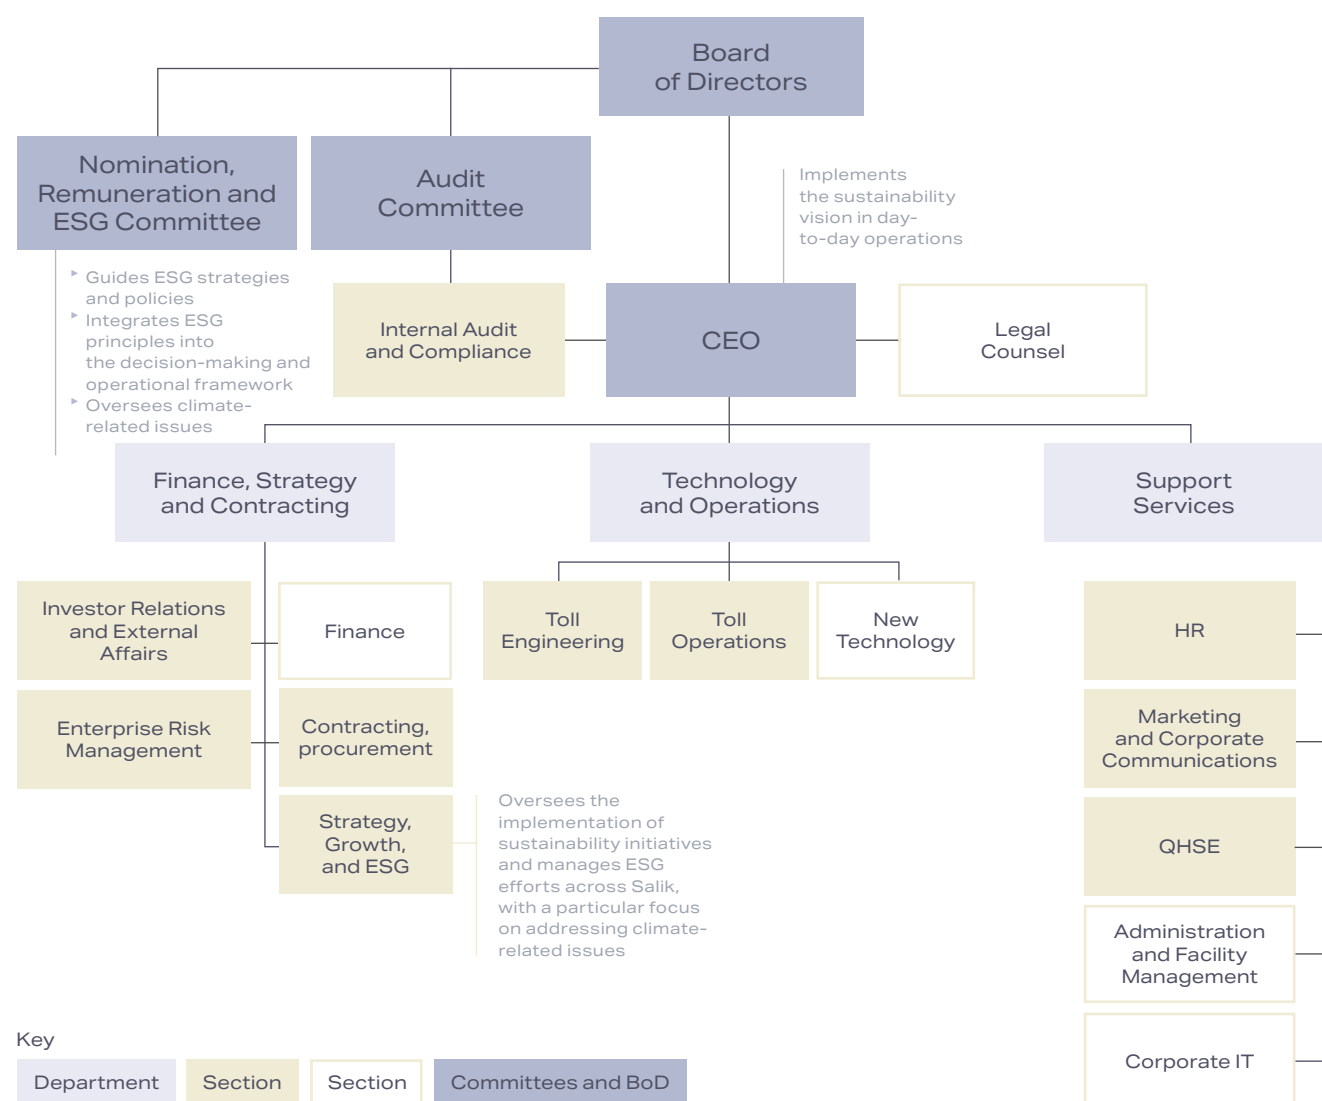 Board
of Directors
Nomination,
Remuneration and
ESG Committee
Audit
Committee
Implements
the sustainability
vision in day-
to-day operations
▸ Guides ESG strategies
and policies
▸ Integrates ESG
principles into
the decision-making and
operational framework
▸ Oversees climate-
related issues
Internal Audit
and Compliance
CEO
Legal
Counsel
Finance, Strategy
and Contracting
Technology
and Operations
Support
Services
Investor Relations
and External
Affairs
Finance
Toll
Engineering
Toll
Operations
New
Technology
HR
Enterprise Risk
Management
Contracting,
procurement
Marketing
and Corporate
Communications
Strategy,
Growth,
and ESG
Oversees the
implementation of
sustainability initiatives
and manages ESG
efforts across Salik,
with a particular focus
on addressing climate-
related issues
QHSE
Administration
and Facility
Management
Corporate IT
Key
Department
Section
Section
Committees and BoD